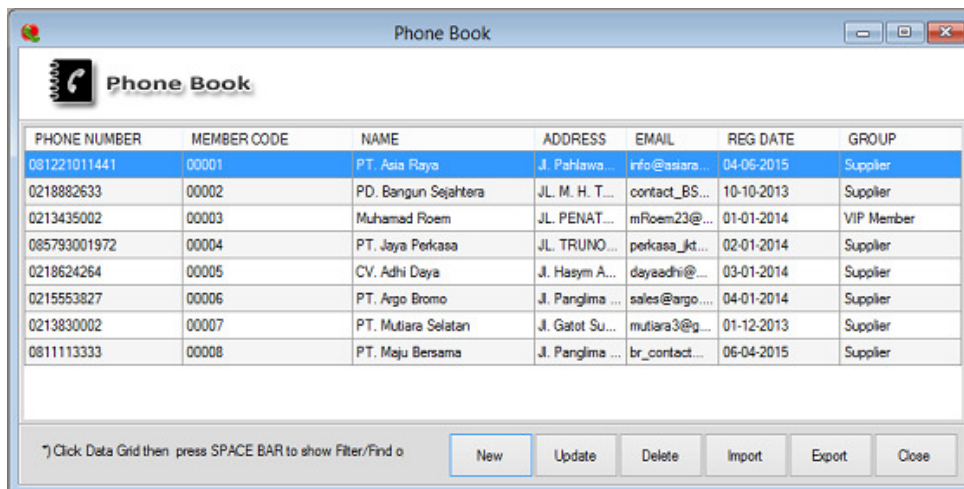 Phone Book
Phone Book
PHONE NUMBER MEMBER CODE NAME ADDRESS EMAIL REG DATE GROUP
081221011441 00001 PT. Asia Raya Jl. Pahlawa... info@asiara... 04-06-2015 Supplier
0218882633 00002 PD. Bangun Sejahtera JL. M. H. T... contact_BS... 10-10-2013 Supplier
0213435002 00003 Muhamad Roem JL. PENAT... mRoem23@... 01-01-2014 VIP Member
085793001972 00004 PT. Jaya Perkasa JL. TRUNO... perkasa_jkt... 02-01-2014 Supplier
0218624264 00005 CV. Adhi Daya Jl. Hasym A... dayaadhi@... 03-01-2014 Supplier
0215553827 00006 PT. Argo Bromo Jl. Panglima ... sales@argo.... 04-01-2014 Supplier
0213830002 00007 PT. Mutiara Selatan Jl. Gatot Su... mutiara3@g... 01-12-2013 Supplier
0811113333 00008 PT. Maju Bersama Jl. Panglima ... br_contact... 06-04-2015 Supplier
*) Click Data Grid then press SPACE BAR to show Filter/Find o
New Update Delete Import Export Close